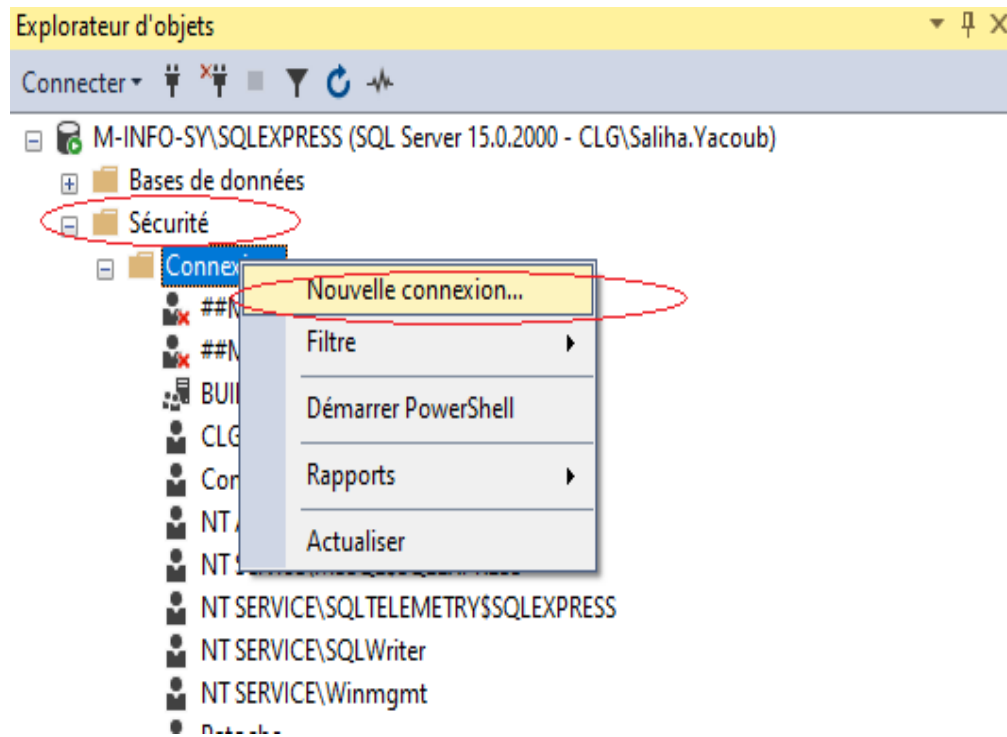 Explorateur d'objets
Connecter
M-INFO-SY\SQLEXPRESS (SQL Server 15.0.2000 - CLG\Saliha.Yacoub)
Bases de données
Sécurité
Nouvelle connexion...
Filtre
Démarrer PowerShell
Rapports
Actualiser
NT SERVICE\SQLTELEMETRY$SQLEXPRESS
NT SERVICE\SQLWriter
NT SERVICE\Winmgmt